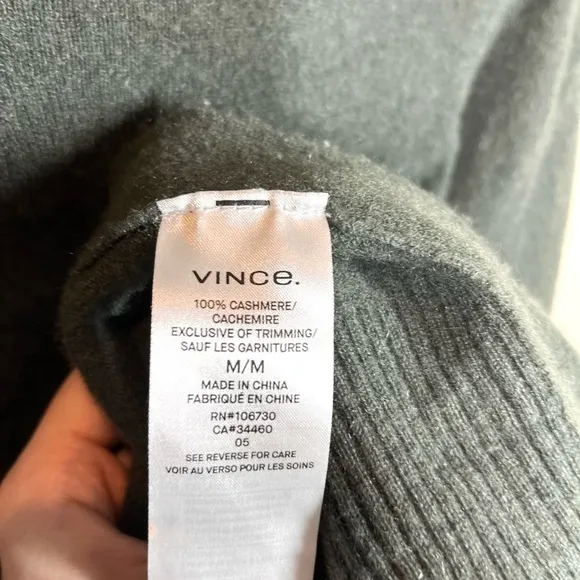 VINCE.
100% CASHMERE/
CACHEMIRE
EXCLUSIVE OF TRIMMING/
SAUF LES GARNITURES
M/M
MADE IN CHINA
FABRIQUÉ EN CHINE
RN#106730
CA#34460
05
SEE REVERSE FOR CARE
VOIR AU VERSO POUR LES SOINS